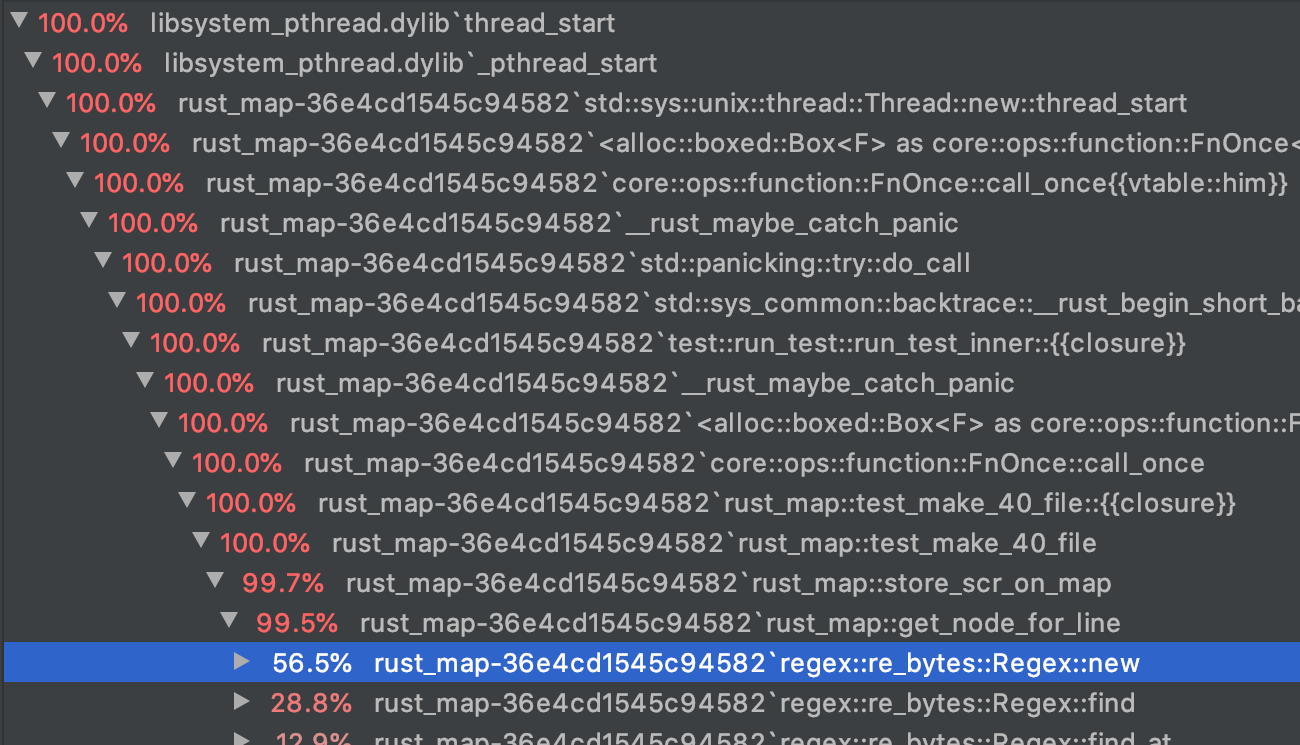 100.0% libsystem_pthread.dylib`thread_start
100.0% libsystem_pthread.dylib`_pthread_start
100.0% rust_map-36e4cd1545c94582`std::sys::unix::thread::Thread::new::thread_start
100.0% rust_map-36e4cd1545c94582`<alloc::boxed::Box<F> as core::ops::function::FnOnce<
100.0% rust_map-36e4cd1545c94582`core::ops::function::FnOnce::call_once{{vtable::him}}
100.0% rust_map-36e4cd1545c94582`__rust_maybe_catch_panic
100.0% rust_map-36e4cd1545c94582`std::panicking::try::do_call
100.0% rust_map-36e4cd1545c94582`std::sys_common::backtrace::__rust_begin_short_ba
100.0% rust_map-36e4cd1545c94582`test::run_test::run_test_inner::{{closure}}
100.0% rust_map-36e4cd1545c94582`__rust_maybe_catch_panic
100.0% rust_map-36e4cd1545c94582`<alloc::boxed::Box<F> as core::ops::function::F
100.0% rust_map-36e4cd1545c94582`core::ops::function::FnOnce::call_once
100.0% rust_map-36e4cd1545c94582`rust_map::test_make_40_file::{{closure}}
100.0% rust_map-36e4cd1545c94582`rust_map::test_make_40_file
99.7% rust_map-36e4cd1545c94582`rust_map::store_scr_on_map
99.5% rust_map-36e4cd1545c94582`rust_map::get_node_for_line
56.5% rust_map-36e4cd1545c94582`regex::re_bytes::Regex::new
28.8% rust_map-36e4cd1545c94582`regex::re_bytes::Regex::find
12.9% rust_map-36e4cd1545c94582`regex::re_bytes::Regex::find_at